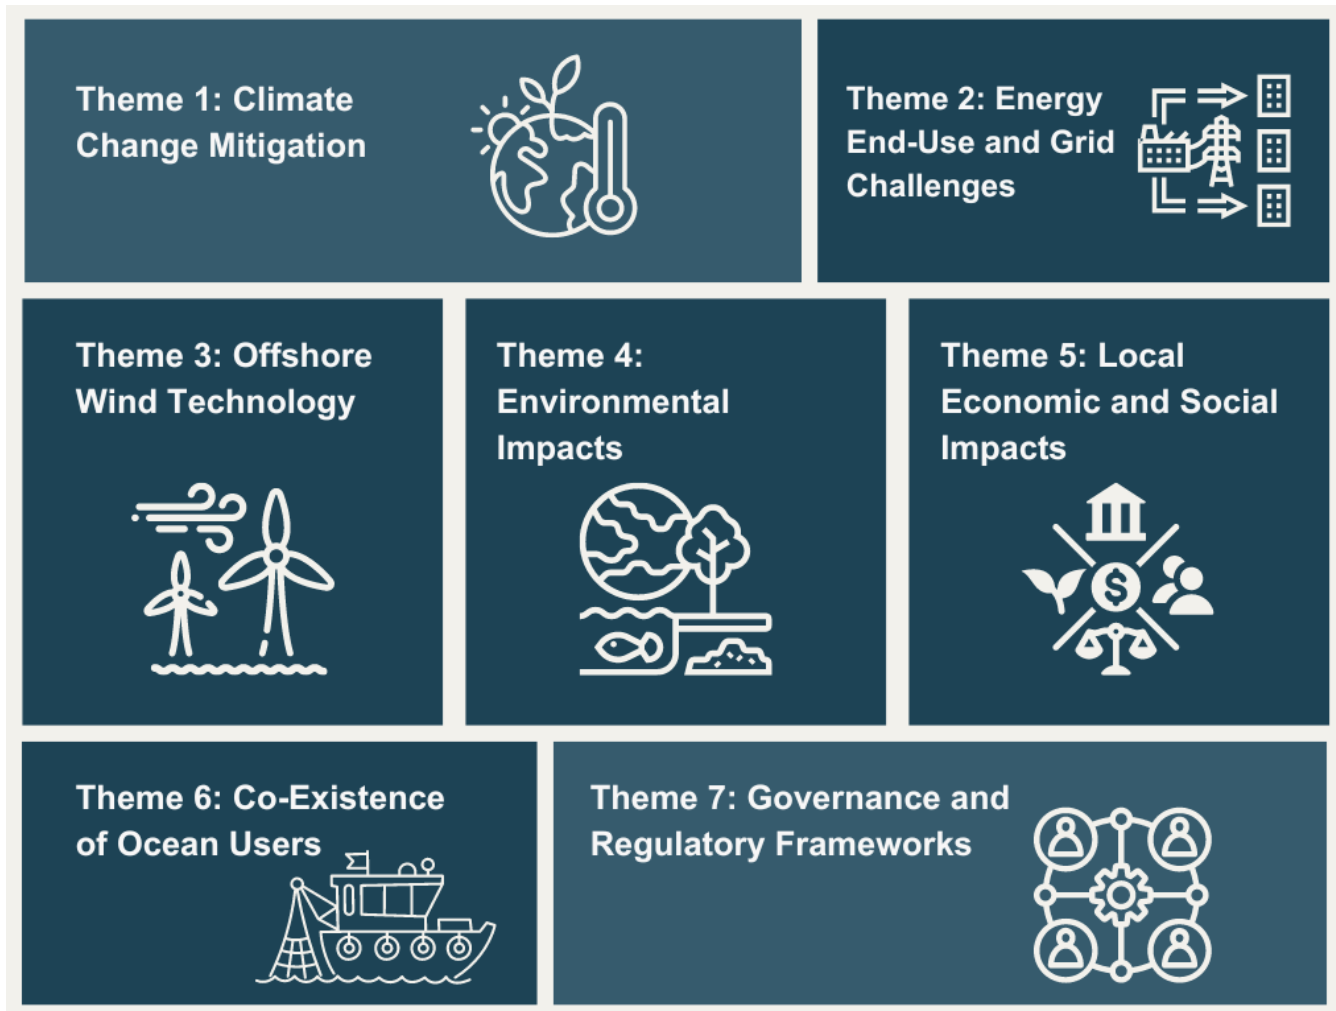 Theme 1: Climate
Change Mitigation
Theme 2: Energy
End-Use and Grid
Challenges
Theme 3: Offshore
Wind Technology
Theme 4:
Environmental
Impacts
Theme 5: Local
Economic and Social
Impacts
$
Theme 6: Co-Existence
of Ocean Users
Theme 7: Governance and
Regulatory Frameworks